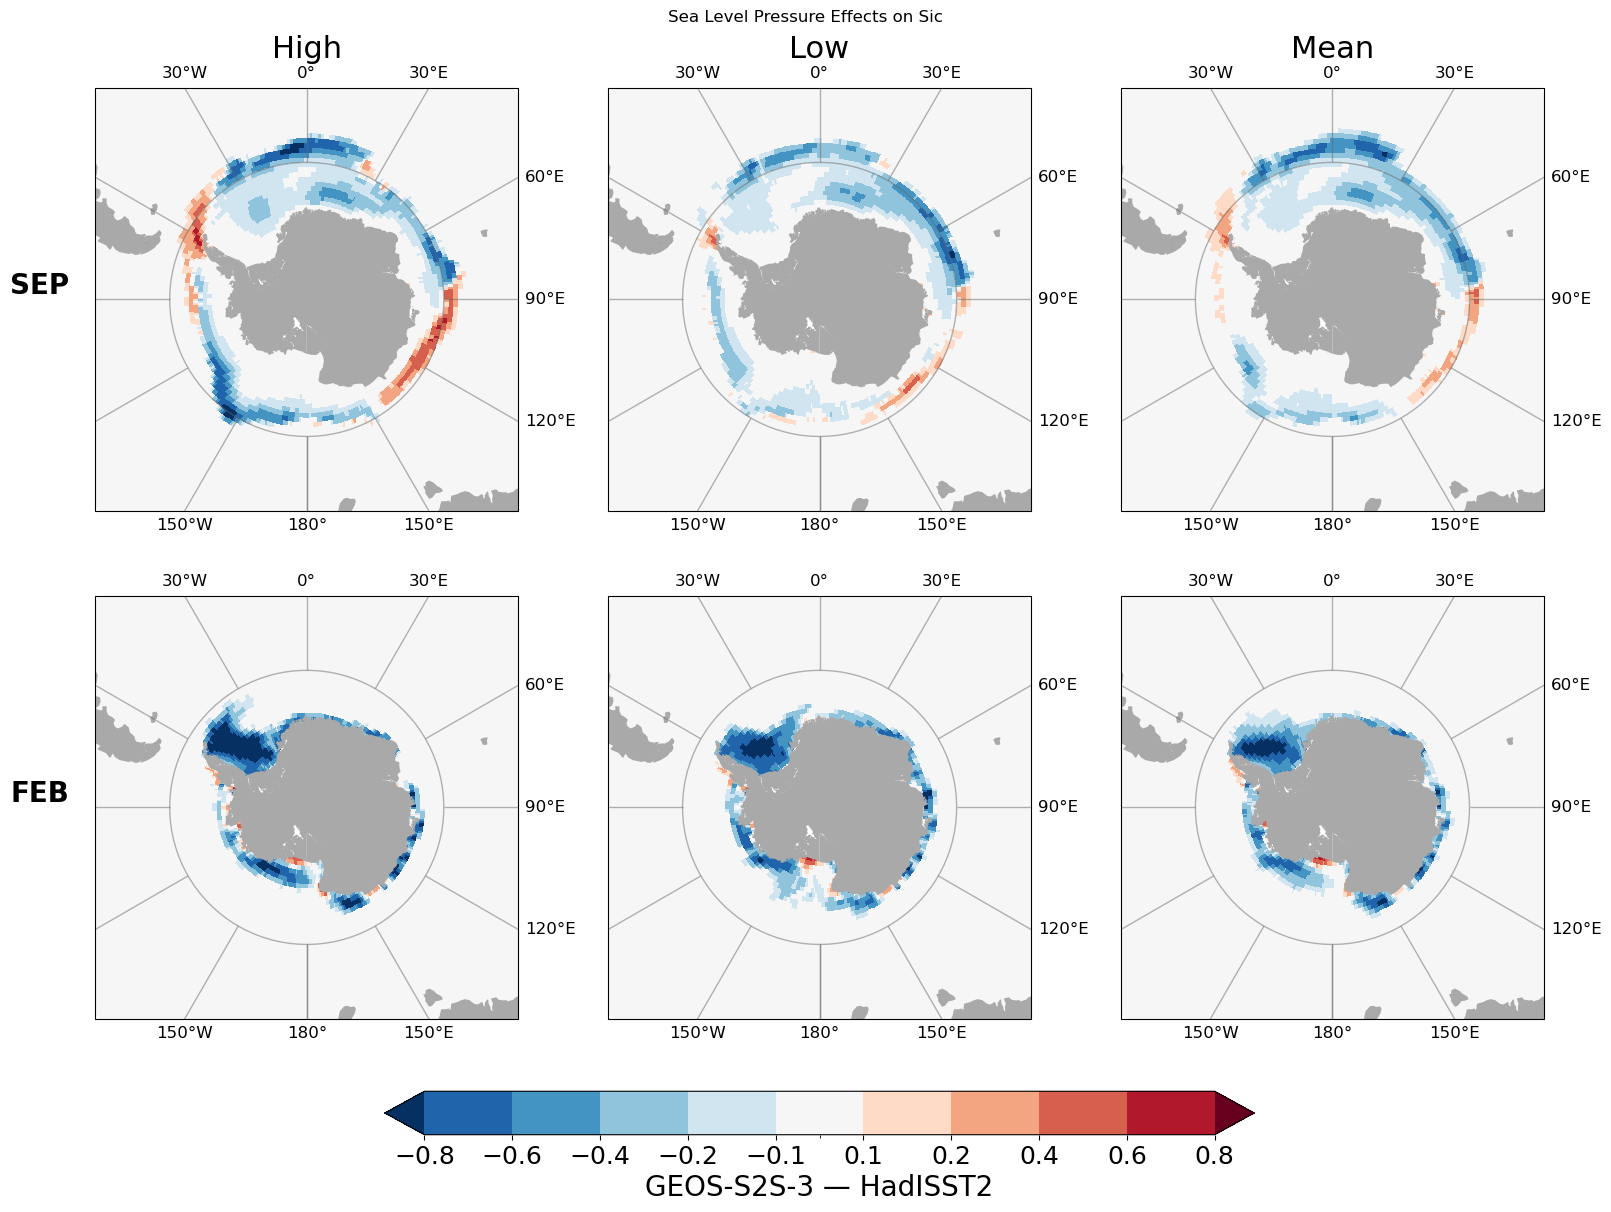 Sea Level Pressure Effects on Sic
High Low Mean
30°W 0° 30°E 30°W 0° 30°E 30°W 0° 30°E
60°E 60°E 60°E
SEP 90°E 90°E 90°E
120°E 120°E 120°E
150°W 180° 150°E 150°W 180° 150°E 150°W 180° 150°E
30°W 0° 30°E 30°W 0° 30°E 30°W 0° 30°E
60°E 60°E 60°E
FEB 90°E 90°E 90°E
120°E 120°E 120°E
150°W 180° 150°E 150°W 180° 150°E 150°W 180° 150°E
−0.8 −0.6 −0.4 −0.2 −0.1 0.1 0.2 0.4 0.6 0.8
GEOS-S2S-3 — HadISST2